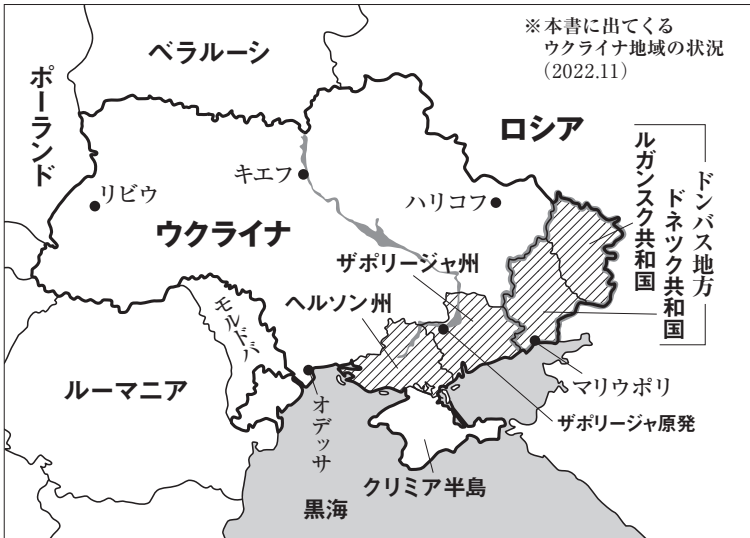 ※本書に出てくる
ウクライナ地域の状況
(2022.11)
ベラルーシ
ポーランド
ロシア
リビウ
キエフ
ハリコフ
ウクライナ
ドンバス地方
ルガンスク共和国
ドネツク共和国
ザポリージャ州
ヘルソン州
モルドバ
ルーマニア
オデッサ
マリウポリ
ザポリージャ原発
クリミア半島
黒海